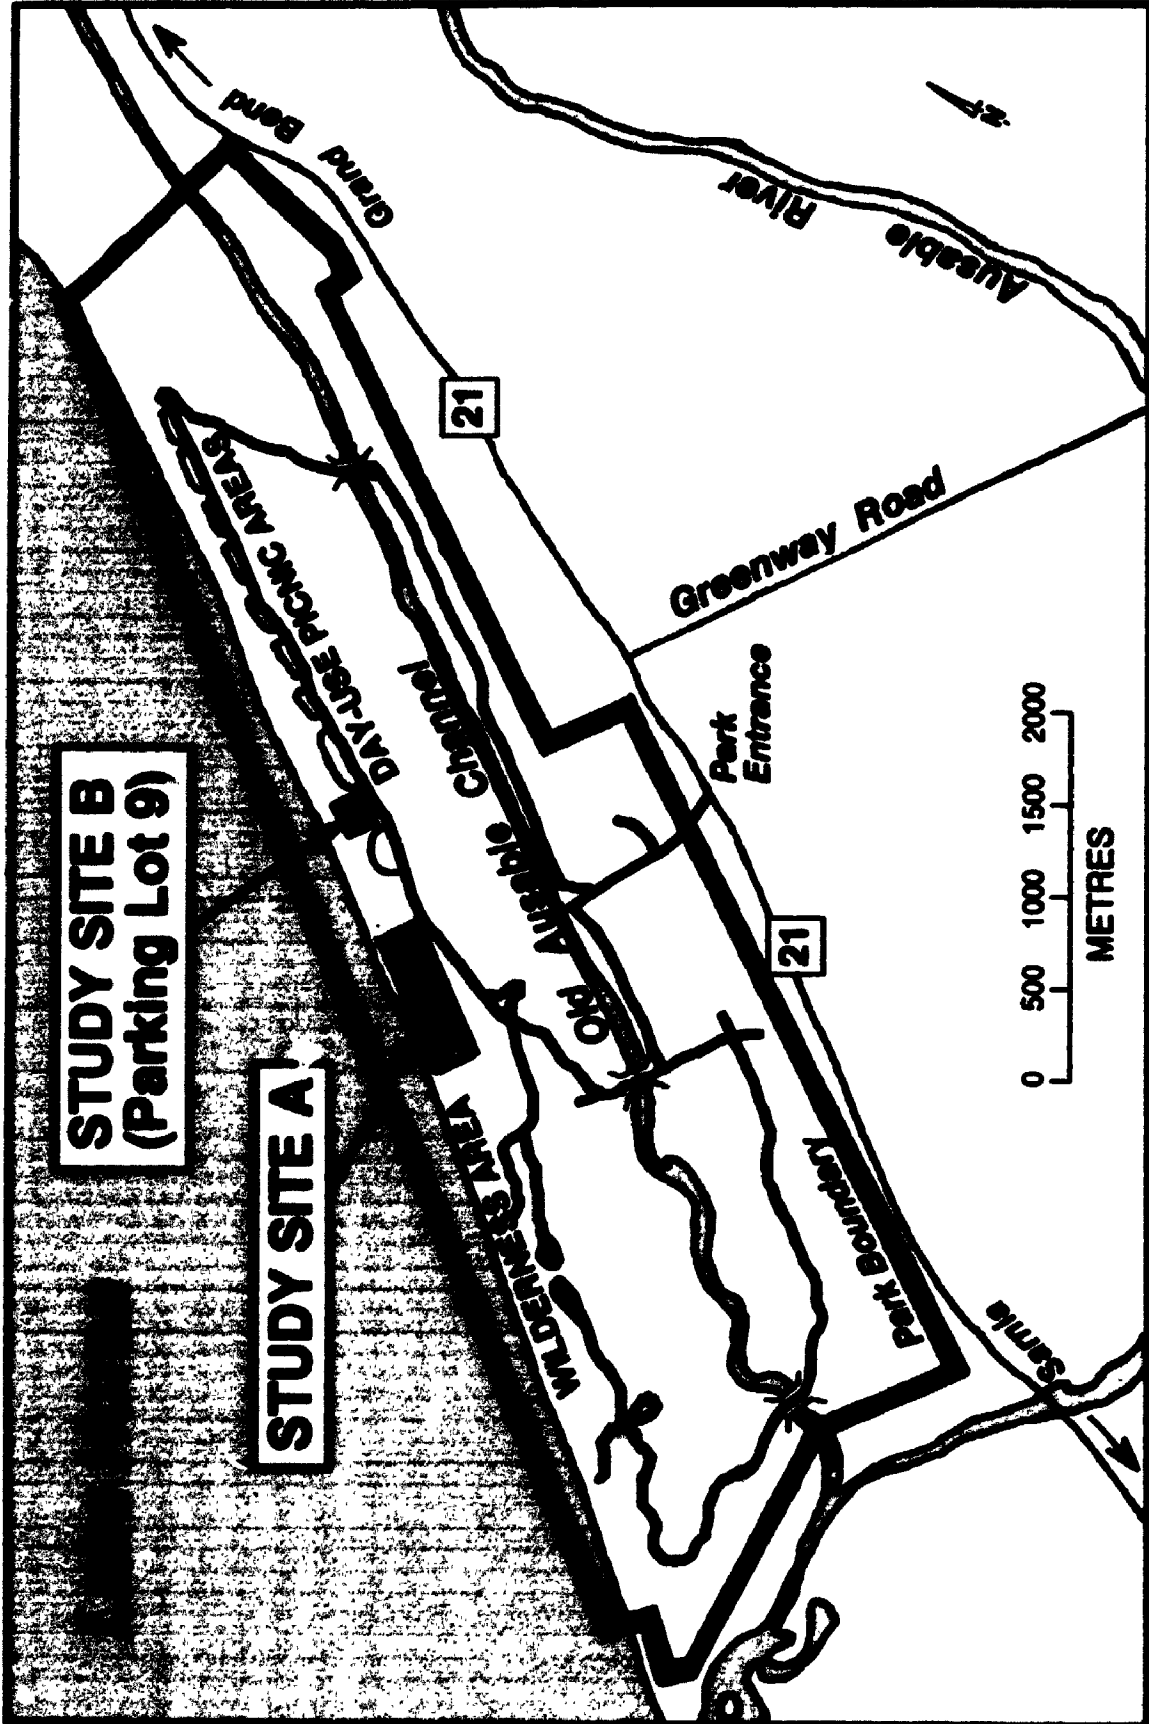 STUDY SITE B
(Parking Lot 9)
STUDY SITE A
WILDERNESS AREA
DAY-USE PICNIC AREAS
Old Ausable Channel
Grand Bend
21
Ausable River
Greenway Road
Park
Entrance
21
Park Boundary
Sarnia
N
0 500 1000 1500 2000
METRES